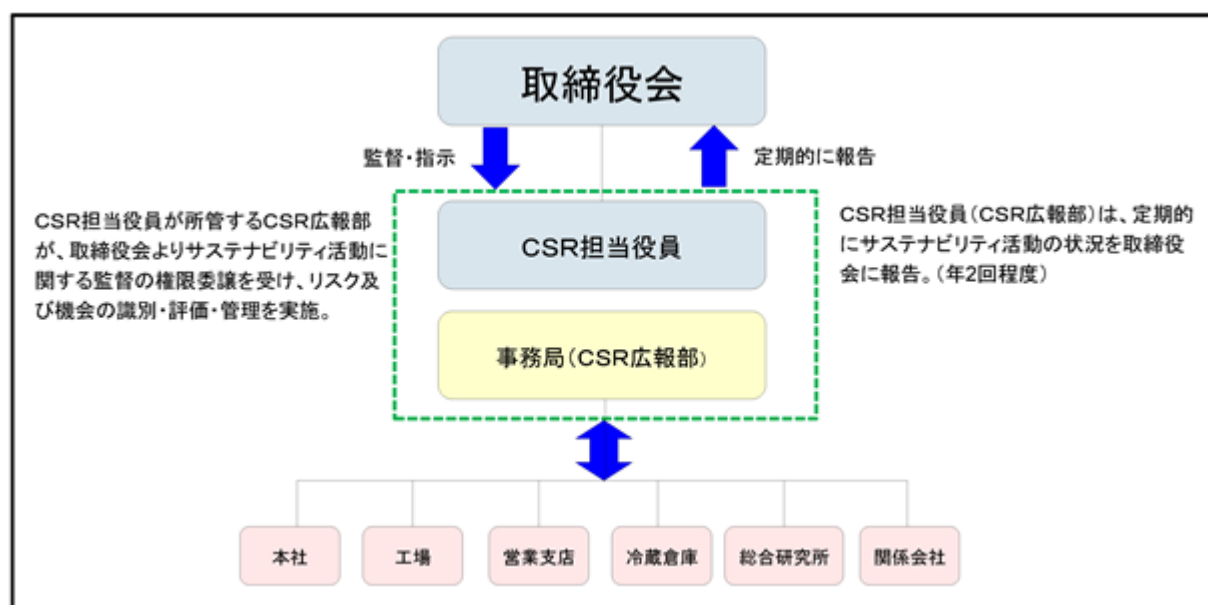 取締役会
監督・指示
定期的に報告
CSR担当役員が所管するCSR広報部
が、取締役会よりサステナビリティ活動に
関する監督の権限委譲を受け、リスク及
び機会の識別・評価・管理を実施。
CSR担当役員
CSR担当役員(CSR広報部)は、定期的
にサステナビリティ活動の状況を取締役
会に報告。(年2回程度)
事務局(CSR広報部)
本社
工場
営業支店
冷蔵倉庫
総合研究所
関係会社